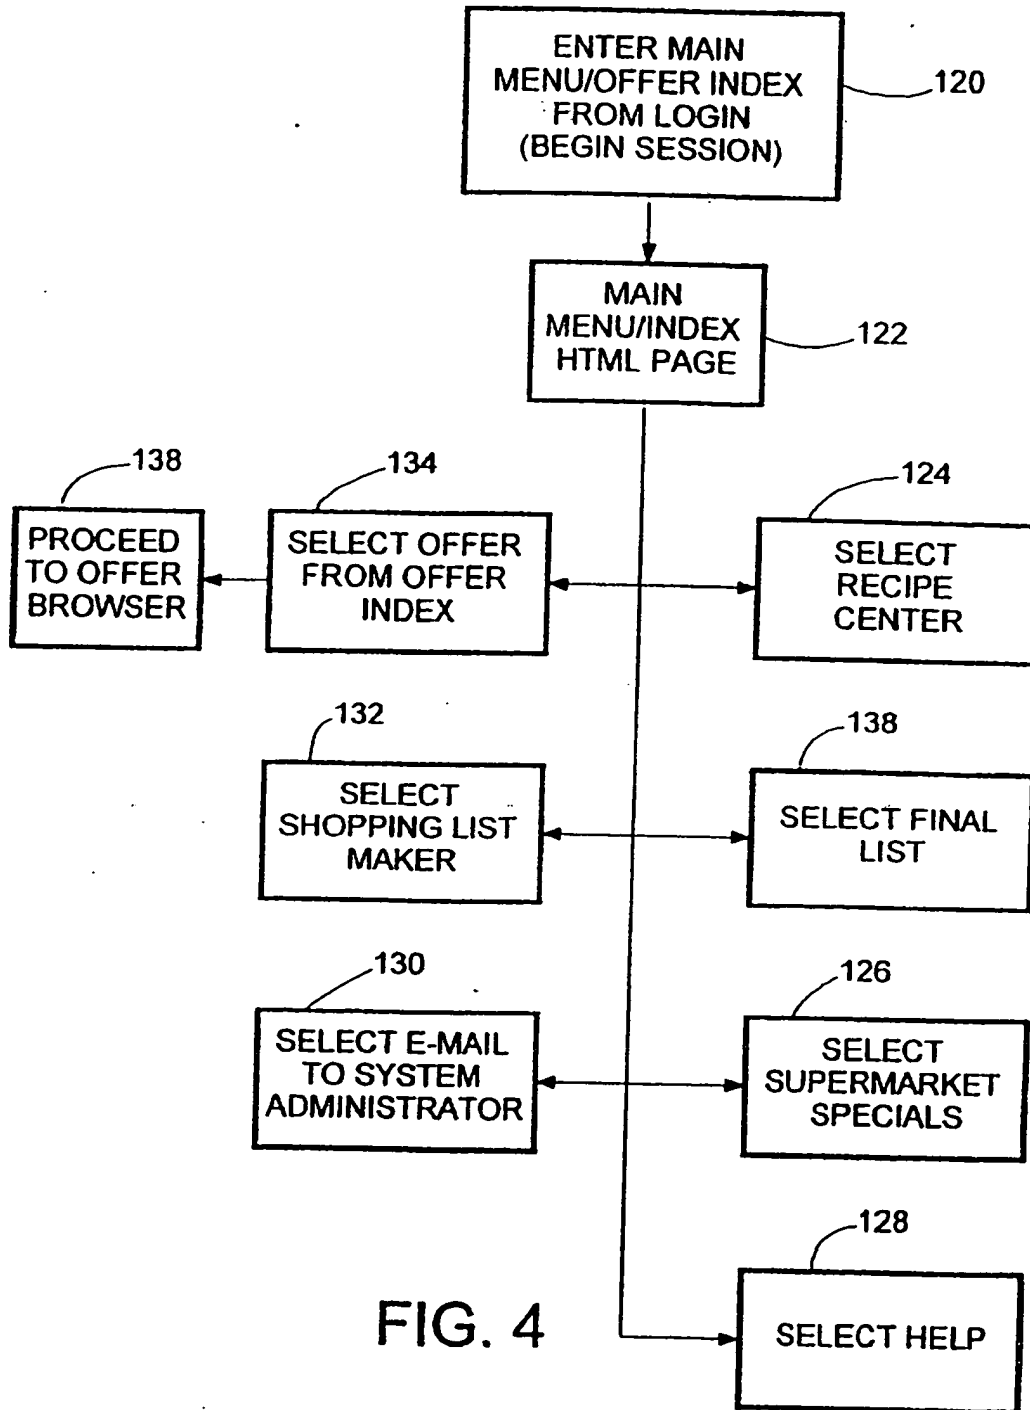 ENTER MAIN
MENU/OFFER INDEX
FROM LOGIN
(BEGIN SESSION)
120
MAIN
MENU/INDEX
HTML PAGE
122
138
PROCEED
TO OFFER
BROWSER
134
SELECT OFFER
FROM OFFER
INDEX
124
SELECT
RECIPE
CENTER
132
SELECT
SHOPPING LIST
MAKER
138
SELECT FINAL
LIST
130
SELECT E-MAIL
TO SYSTEM
ADMINISTRATOR
126
SELECT
SUPERMARKET
SPECIALS
128
SELECT HELP
FIG. 4